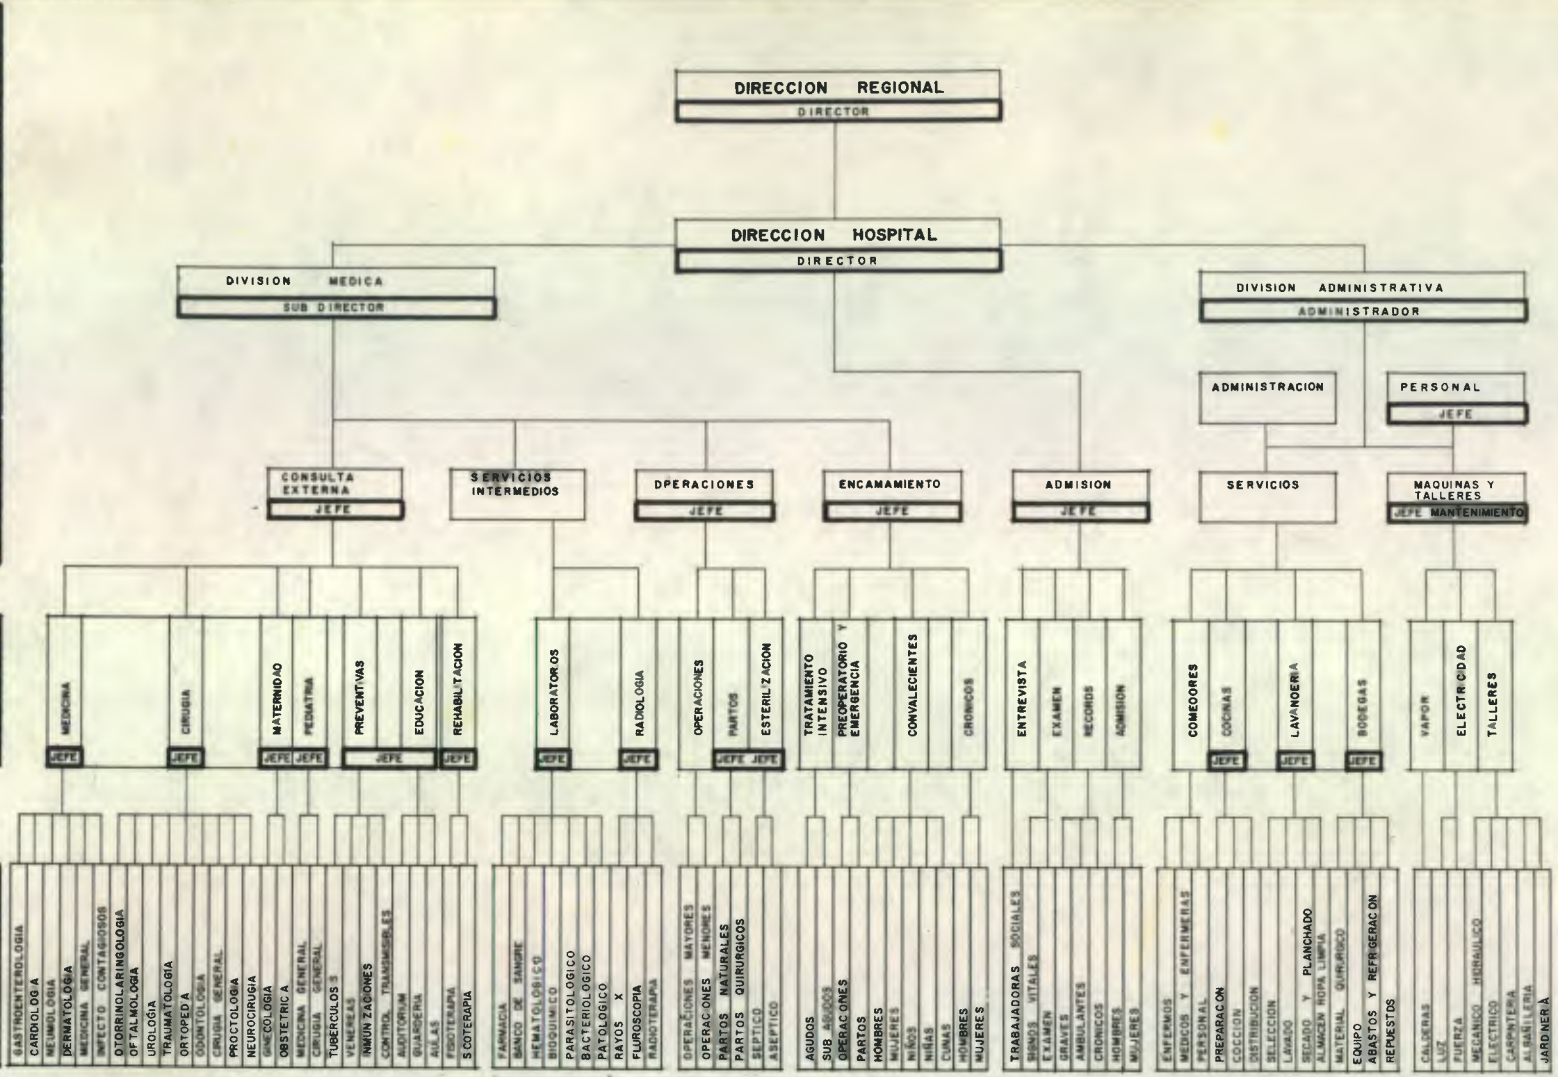 DIRECCION REGIONAL
DIRECTOR
DIRECCION HOSPITAL
DIRECTOR
DIVISION MEDICA
SUB DIRECTOR
DIVISION ADMINISTRATIVA
ADMINISTRADOR
ADMINISTRACION
PERSONAL
JEFE
CONSULTA
EXTERNA
JEFE
SERVICIOS
INTERMEDIOS
OPERACIONES
JEFE
ENCAMAMIENTO
JEFE
ADMISION
JEFE
SERVICIOS
MAQUINAS Y
TALLERES
JEFE MANTENIMIENTO
MEDICINA
JEFE
CIRUGIA
JEFE
MATERNIDAD
JEFE
PEDIATRIA
JEFE
PREVENTIVAS
EDUCACION
JEFE
REHABILITACION
JEFE
LABORATORIOS
JEFE
RADIOLOGIA
JEFE
OPERACIONES
PARTOS
JEFE
ESTERILIZACION
JEFE
TRATAMIENTO
INTENSIVO
PREOPERATORIO Y
EMERGENCIA
CONVALECIENTES
CRONICOS
ENTREVISTA
EXAMEN
RECORDS
ADMISION
COMEDORES
COCINAS
JEFE
LAVANDERIA
JEFE
BODEGAS
JEFE
VAPOR
ELECTRICIDAD
TALLERES
GASTROENTEROLOGIA
CARDIOLOGIA
NEUMOLOGIA
DERMATOLOGIA
MEDICINA GENERAL
INFECTO CONTAGIOSOS
OTORRINOLARINGOLOGIA
OFTALMOLOGIA
UROLOGIA
TRAUMATOLOGIA
ORTOPEDIA
ODONTOLOGIA
CIRUGIA GENERAL
PROCTOLOGIA
NEUROCIRUGIA
GINECOLOGIA
OBSTETRICA
MEDICINA GENERAL
CIRUGIA GENERAL
TUBERCULOSIS
VENEREAS
INMUNIZACIONES
CONTROL TRANSMISIBLES
AUDITORIUM
GUARDERIA
AULAS
FISIOTERAPIA
SICOTERAPIA
FARMACIA
BANCO DE SANGRE
HEMATOLOGICO
BIOQUIMICO
PARASITOLOGICO
BACTERIOLOGICO
PATOLOGICO
RAYOS X
FLUROSCOPIA
RADIOTERAPIA
OPERACIONES MAYORES
OPERACIONES MENORES
PARTOS NATURALES
PARTOS QUIRURGICOS
SEPTICO
ASEPTICO
AGUDOS
SUB AGUDOS
OPERACIONES
PARTOS
HOMBRES
MUJERES
NIÑOS
NIÑAS
CUNAS
HOMBRES
MUJERES
TRABAJADORAS SOCIALES
SIGNOS VITALES
EXAMEN
GRAVES
AMBULANTES
CRONICOS
HOMBRES
MUJERES
ENFERMOS
MEDICOS Y ENFERMERAS
PERSONAL
PREPARACON
COCCION
DISTRIBUCION
SELECCION
LAVADO
SECADO Y PLANCHADO
ALMACEN ROPA LIMPIA
MATERIAL QUIRURGICO
EQUIPO
ABASTOS Y REFRIGERACON
REPUESTOS
CALDERAS
LUZ
FUERZA
MECANICO HIDRAULICO
ELECTRICO
CARPINTERIA
ALBAÑILERIA
JARDINERIA